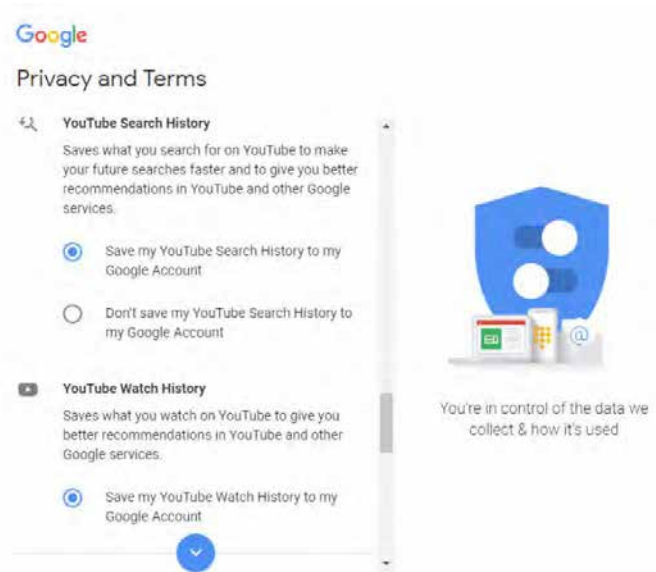 Google
Privacy and Terms
YouTube Search History
Saves what you search for on YouTube to make
your future searches faster and to give you better
recommendations in YouTube and other Google
services.
Save my YouTube Search History to my
Google Account
Don't save my YouTube Search History to
my Google Account
YouTube Watch History
Saves what you watch on YouTube to give you
better recommendations in YouTube and other
Google services.
Save my YouTube Watch History to my
Google Account
@
You're in control of the data we
collect & how it's used